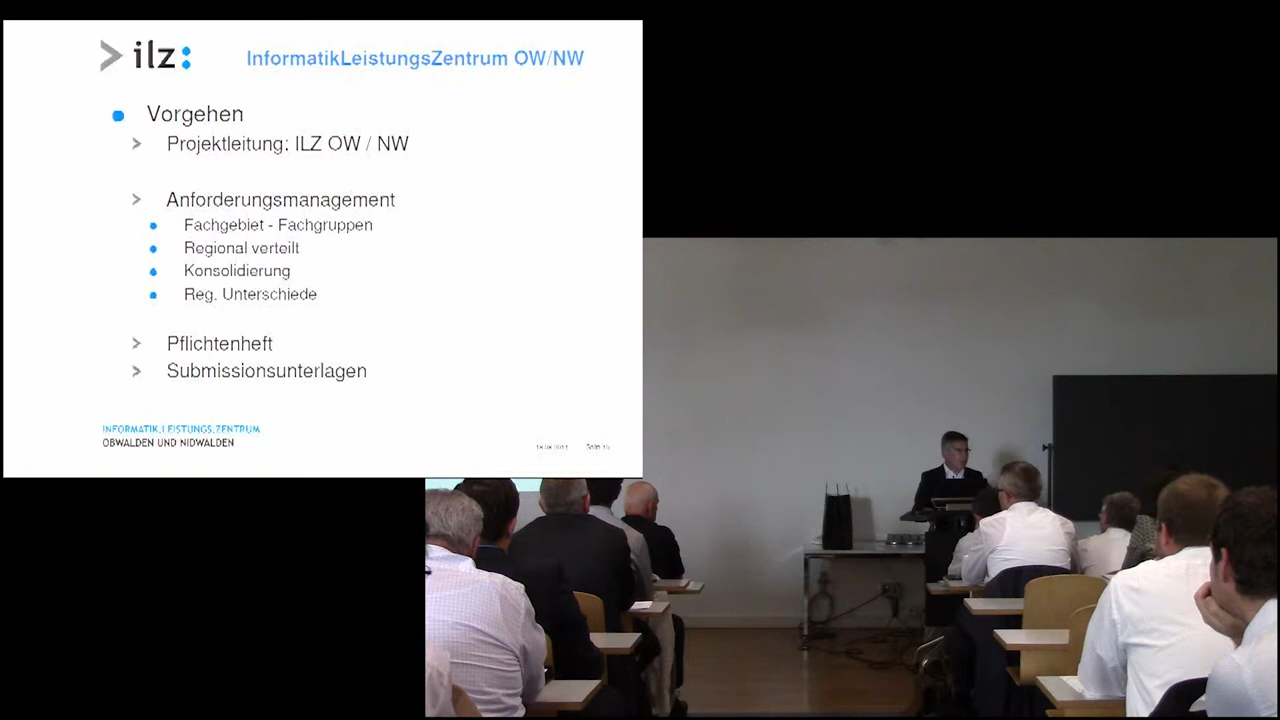 > ilz:
InformatikLeistungsZentrum OW/NW
Vorgehen
> Projektleitung: ILZ OW / NW
> Anforderungsmanagement
Fachgebiet - Fachgruppen
Regional verteilt
Konsolidierung
Reg. Unterschiede
> Pflichtenheft
> Submissionsunterlagen
INFORMATIK.LEISTUNGS.ZENTRUM
OBWALDEN UND NIDWALDEN